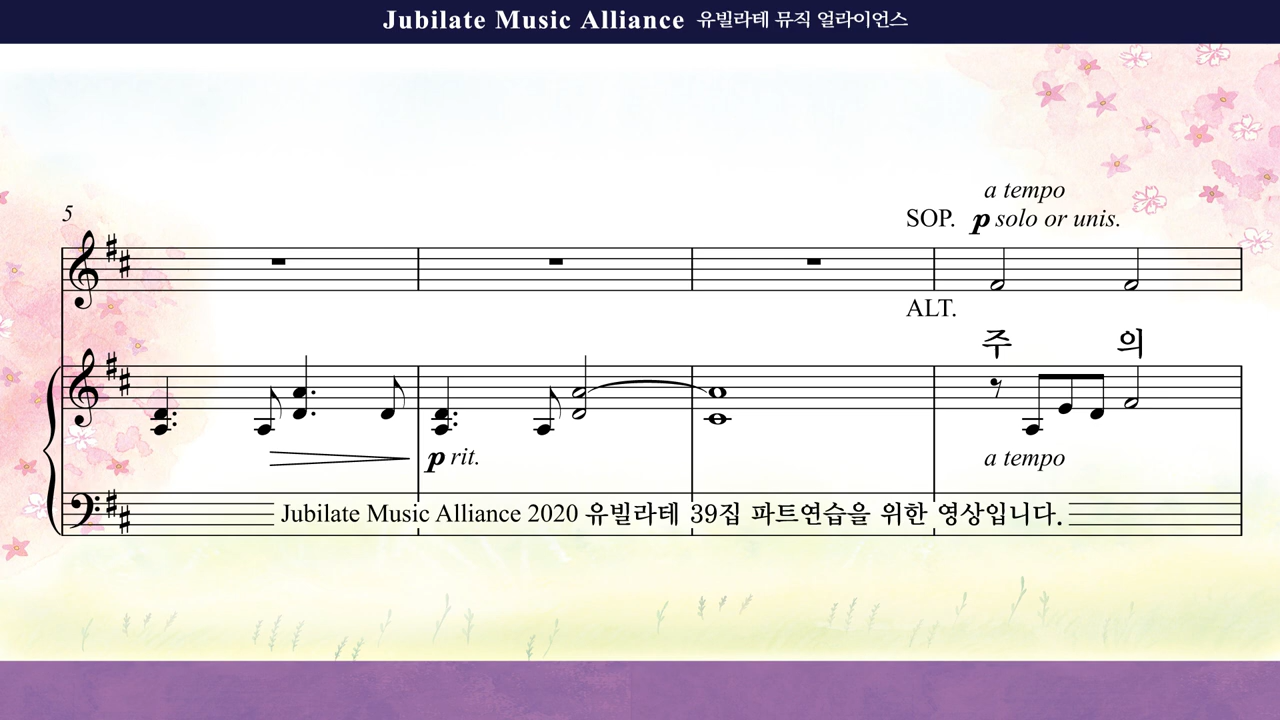 Jubilate Music Alliance 유빌라테 뮤직 얼라이언스
5
a tempo
SOP. p solo or unis.
ALT.
주 의
p rit.
a tempo
Jubilate Music Alliance 2020 유빌라테 39집 파트연습을 위한 영상입니다.